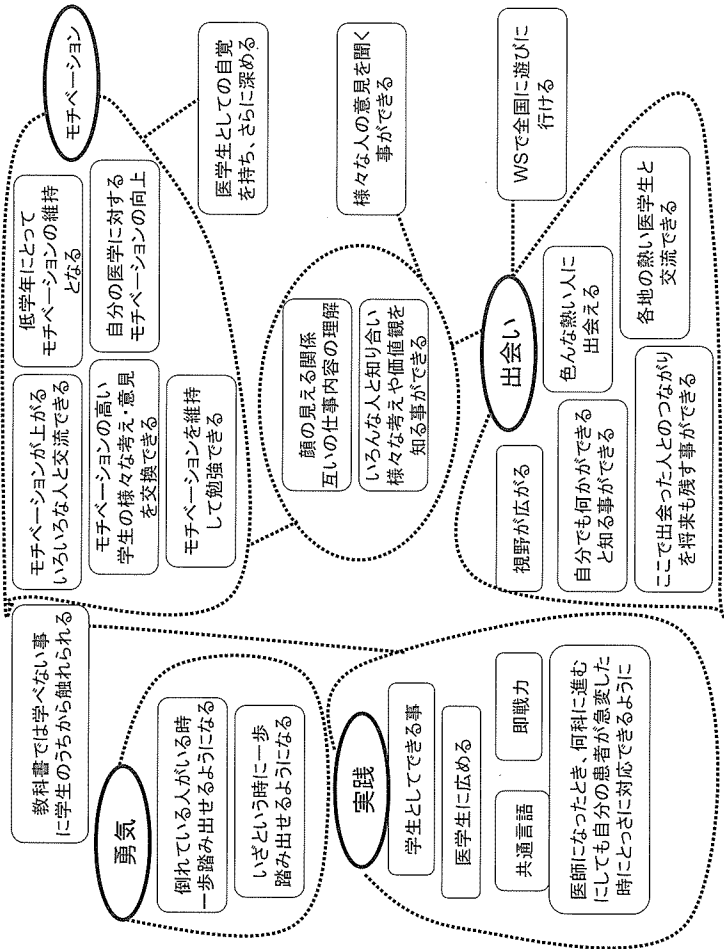 教科書では学べない事
に学生のうちから触れられる
勇気
倒れている人がいる時
一歩踏み出せるようになる
いざという時に一歩
踏み出せるようになる
実践
学生としてできる事
医学生に広める
共通言語
即戦力
医師になったとき、何科に進む
にしても自分の患者が急変した
時にとっさに対応できるように
モチベーション
モチベーションが上がる
いろいろな人と交流できる
低学年にとって
モチベーションの維持
となる
モチベーションの高い
学生の様々な考え・意見
を交換できる
自分の医学に対する
モチベーションの向上
モチベーションを維持
して勉強できる
医学生としての自覚
を持ち、さらに深める
顔の見える関係
互いの仕事内容の理解
いろんな人と知り合い
様々な考えや価値観を
知る事ができる
様々な人の意見を聞く
事ができる
出会い
WSで全国に遊びに
行ける
視野が広がる
色んな熱い人に
出会える
自分でも何かができる
と知る事ができる
各地の熱い医学生と
交流できる
ここで出会った人とのつながり
を将来も残す事ができる